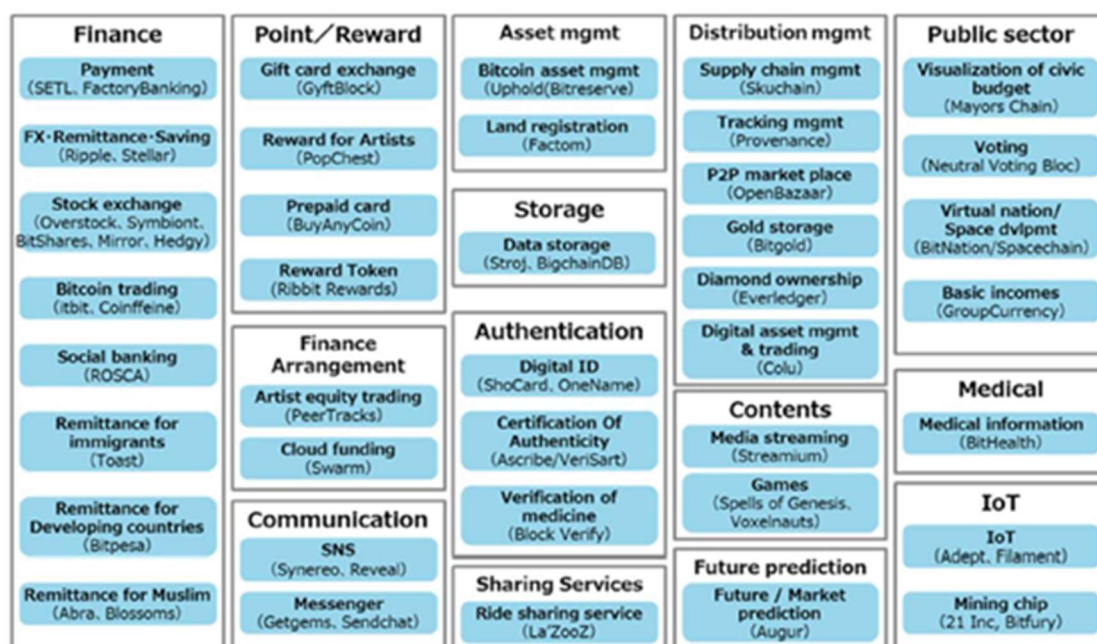 Finance
Payment
(SETL、FactoryBanking)
FX・Remittance・Saving
(Ripple、Stellar)
Stock exchange
(Overstock、Symbiont、
BitShares、Mirror、Hedgy)
Bitcoin trading
(itbit、Coinffeine)
Social banking
(ROSCA)
Remittance for
immigrants
(Toast)
Remittance for
Developing countries
(Bitpesa)
Remittance for Muslim
(Abra、Blossoms)
Point／Reward
Gift card exchange
(GyftBlock)
Reward for Artists
(PopChest)
Prepaid card
(BuyAnyCoin)
Reward Token
(Ribbit Rewards)
Finance
Arrangement
Artist equity trading
(PeerTracks)
Cloud funding
(Swarm)
Communication
SNS
(Synereo、Reveal)
Messenger
(Getgems、Sendchat)
Asset mgmt
Bitcoin asset mgmt
(Uphold(Bitreserve)
Land registration
(Factom)
Storage
Data storage
(Stroj、BigchainDB)
Authentication
Digital ID
(ShoCard、OneName)
Certification Of
Authenticity
(Ascribe/VeriSart)
Verification of
medicine
(Block Verify)
Sharing Services
Ride sharing service
(La'ZooZ)
Distribution mgmt
Supply chain mgmt
(Skuchain)
Tracking mgmt
(Provenance)
P2P market place
(OpenBazaar)
Gold storage
(Bitgold)
Diamond ownership
(Everledger)
Digital asset mgmt
& trading
(Colu)
Contents
Media streaming
(Streamium)
Games
(Spells of Genesis、
Voxelnauts)
Future prediction
Future / Market
prediction
(Augur)
Public sector
Visualization of civic
budget
(Mayors Chain)
Voting
(Neutral Voting Bloc)
Virtual nation/
Space dvlpmt
(BitNation/Spacechain)
Basic incomes
(GroupCurrency)
Medical
Medical information
(BitHealth)
IoT
IoT
(Adept、Filament)
Mining chip
(21 Inc、Bitfury)